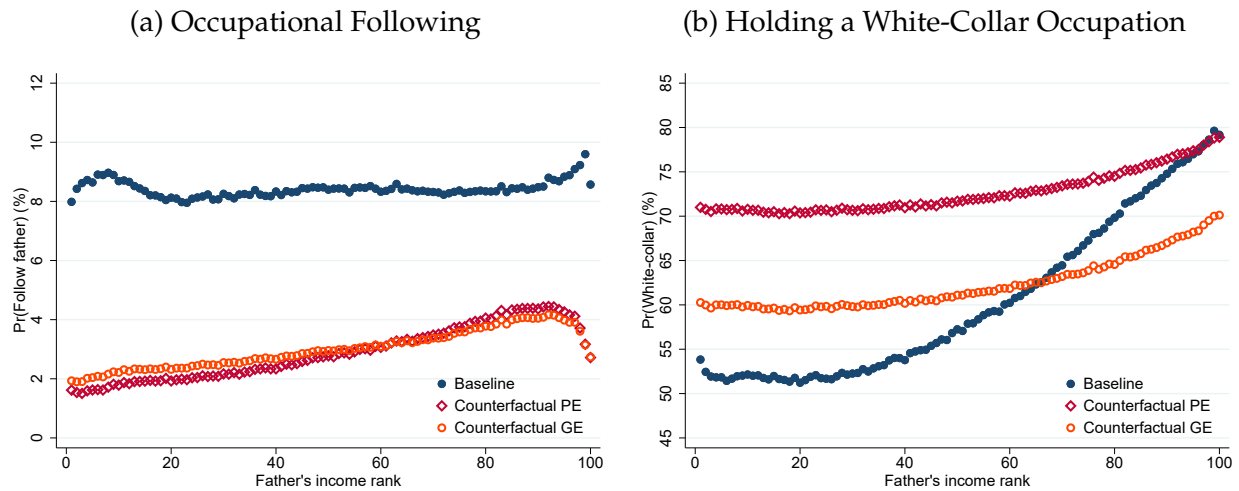 (a) Occupational Following
Pr(Follow father) (%)
12
10
8
6
4
2
0
Baseline
Counterfactual PE
Counterfactual GE
0 20 40 60 80 100
Father's income rank
(b) Holding a White-Collar Occupation
Pr(White-collar) (%)
85
80
75
70
65
60
55
50
45
Baseline
Counterfactual PE
Counterfactual GE
0 20 40 60 80 100
Father's income rank